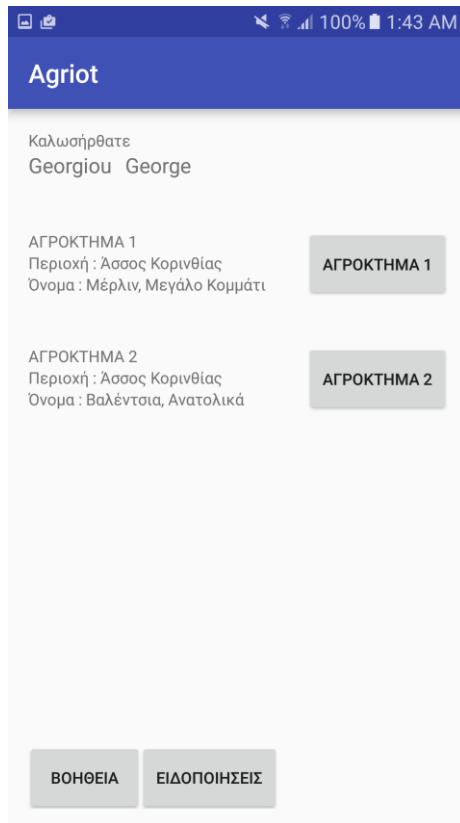 100% 1:43 AM
Agriot
Καλωσήρθατε
Georgiou George
ΑΓΡΟΚΤΗΜΑ 1
Περιοχή : Άσσος Κορινθίας
Όνομα : Μέρλιν, Μεγάλο Κομμάτι
ΑΓΡΟΚΤΗΜΑ 1
ΑΓΡΟΚΤΗΜΑ 2
Περιοχή : Άσσος Κορινθίας
Όνομα : Βαλέντσια, Ανατολικά
ΑΓΡΟΚΤΗΜΑ 2
ΒΟΗΘΕΙΑ ΕΙΔΟΠΟΙΗΣΕΙΣ